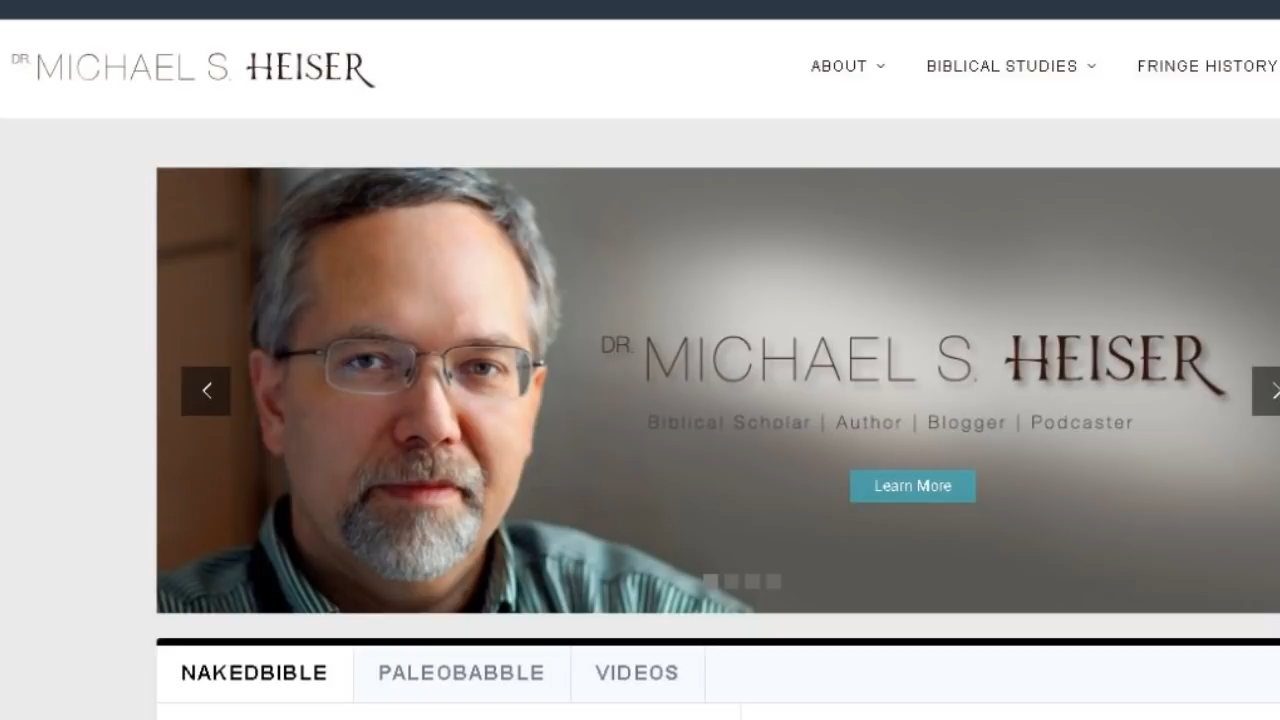 DR. MICHAEL S. HEISER
ABOUT
BIBLICAL STUDIES
FRINGE HISTORY
DR. MICHAEL S. HEISER
Biblical Scholar | Author | Blogger | Podcaster
Learn More
NAKEDBIBLE
PALEOBABBLE
VIDEOS